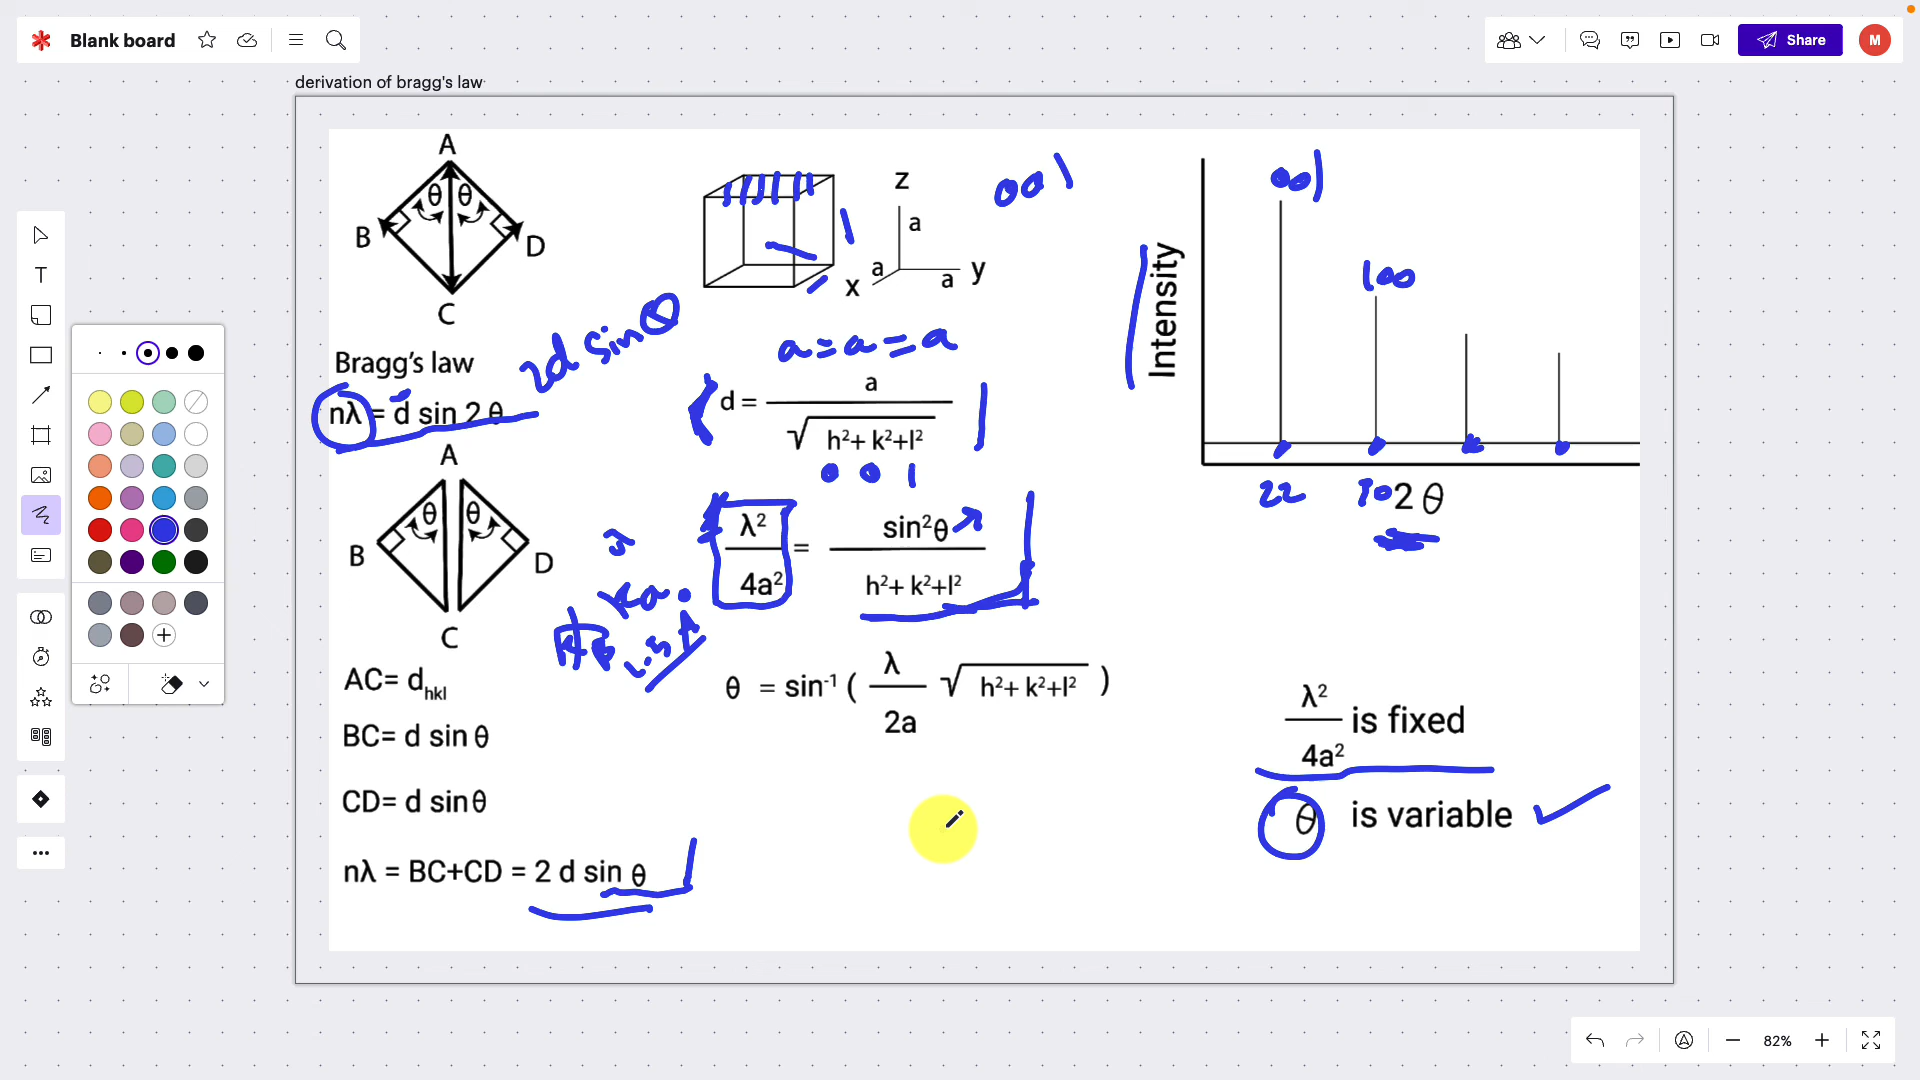 Blank board
Share
M
derivation of bragg's law
A
θ θ
B
D
C
Bragg's law
nλ = d sin 2 θ
2d sinθ
A
θ θ
B
D
C
AC= dhkl
BC= d sin θ
CD= d sinθ
nλ = BC+CD = 2 d sin θ
z
a
a
a
y
x
001
a=a=a
d = a / √ h²+ k²+l²
0 0 1
λ² / 4a² = sin²θ / h²+ k²+l²
θ = sin⁻¹ ( λ / 2a √ h²+ k²+l² )
Intensity
001
100
22
2 θ
λ² / 4a² is fixed
θ is variable
T
82%